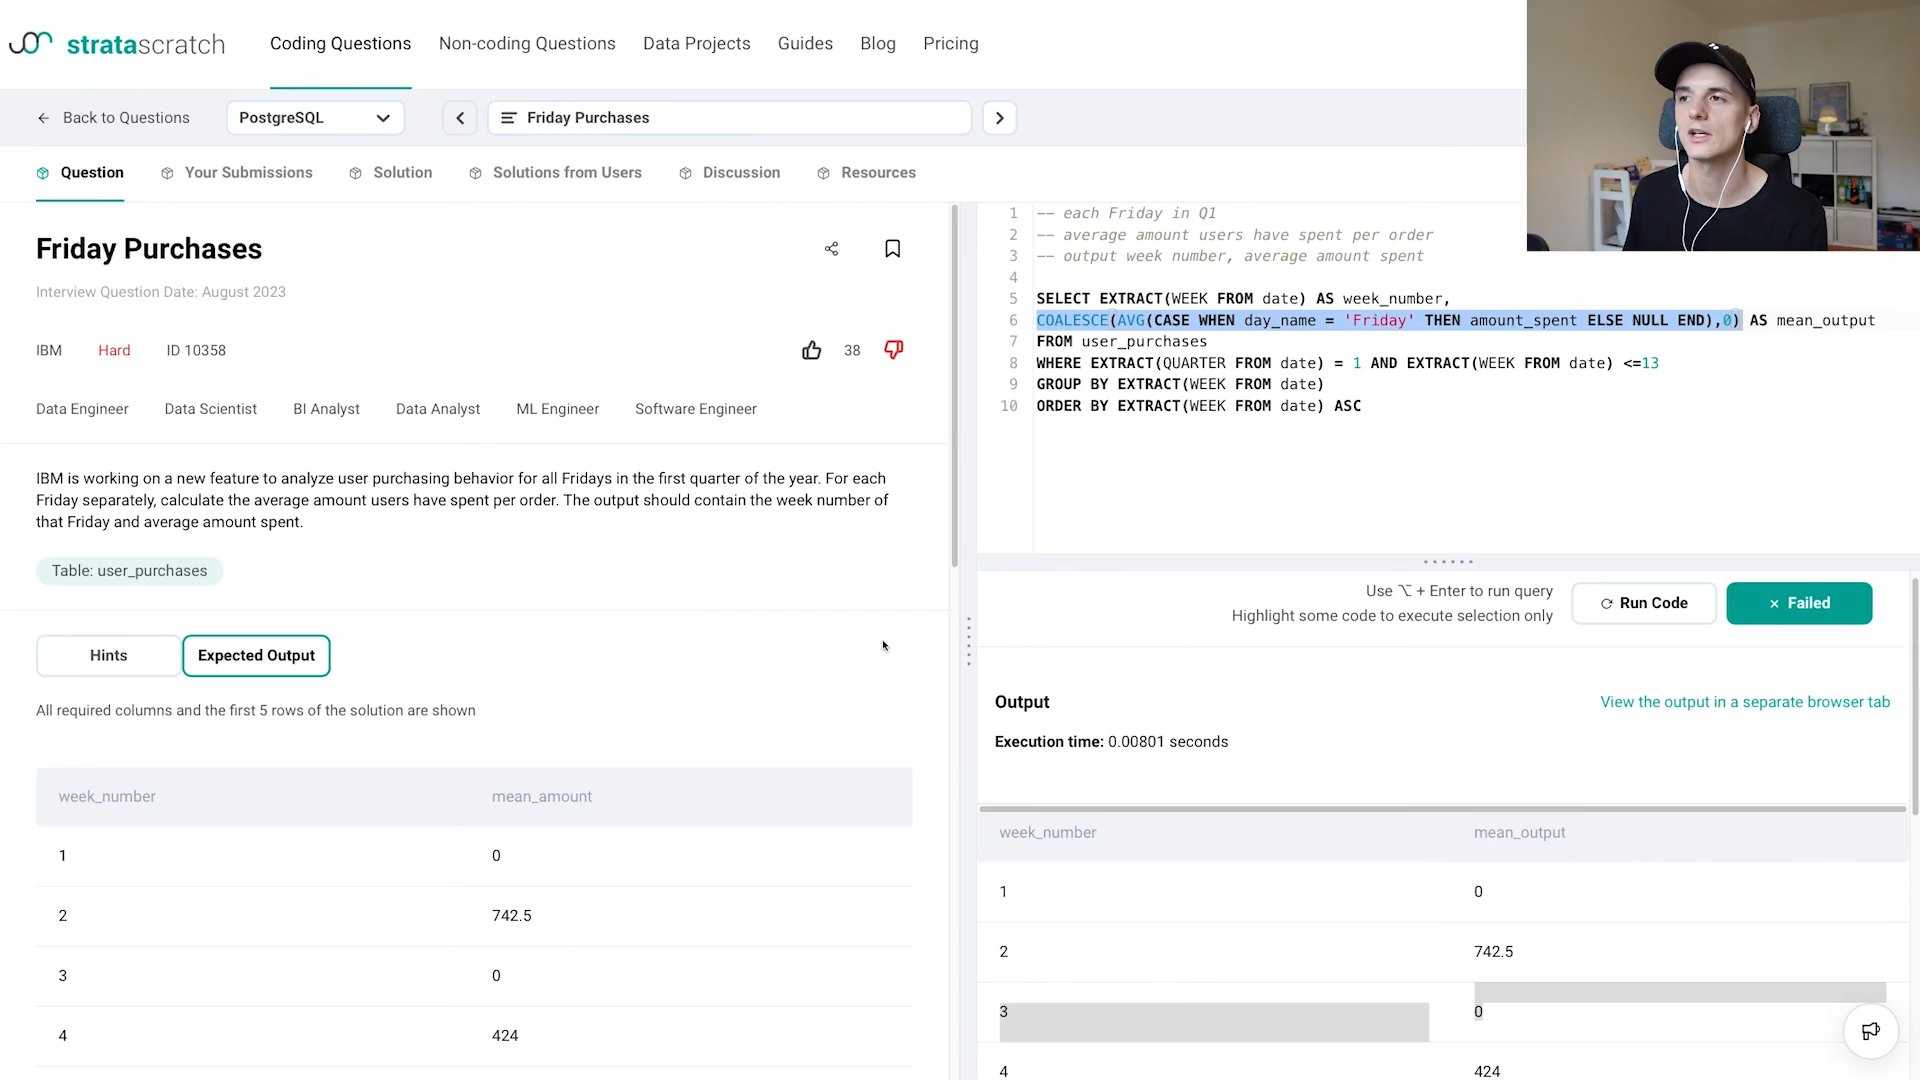 stratascratch
Coding Questions
Non-coding Questions
Data Projects
Guides
Blog
Pricing
Back to Questions
PostgreSQL
Friday Purchases
Question
Your Submissions
Solution
Solutions from Users
Discussion
Resources
Friday Purchases
Interview Question Date: August 2023
IBM
Hard
ID 10358
38
Data Engineer
Data Scientist
BI Analyst
Data Analyst
ML Engineer
Software Engineer
IBM is working on a new feature to analyze user purchasing behavior for all Fridays in the first quarter of the year. For each
Friday separately, calculate the average amount users have spent per order. The output should contain the week number of
that Friday and average amount spent.
Table: user_purchases
Hints
Expected Output
All required columns and the first 5 rows of the solution are shown
week_number mean_amount
1 0
2 742.5
3 0
4 424
1 -- each Friday in Q1
2 -- average amount users have spent per order
3 -- output week number, average amount spent
4
5 SELECT EXTRACT(WEEK FROM date) AS week_number,
6 COALESCE(AVG(CASE WHEN day_name = 'Friday' THEN amount_spent ELSE NULL END),0) AS mean_output
7 FROM user_purchases
8 WHERE EXTRACT(QUARTER FROM date) = 1 AND EXTRACT(WEEK FROM date) <=13
9 GROUP BY EXTRACT(WEEK FROM date)
10 ORDER BY EXTRACT(WEEK FROM date) ASC
Use ⌥ + Enter to run query
Highlight some code to execute selection only
Run Code
× Failed
Output
View the output in a separate browser tab
Execution time: 0.00801 seconds
week_number mean_output
1 0
2 742.5
3 0
4 424